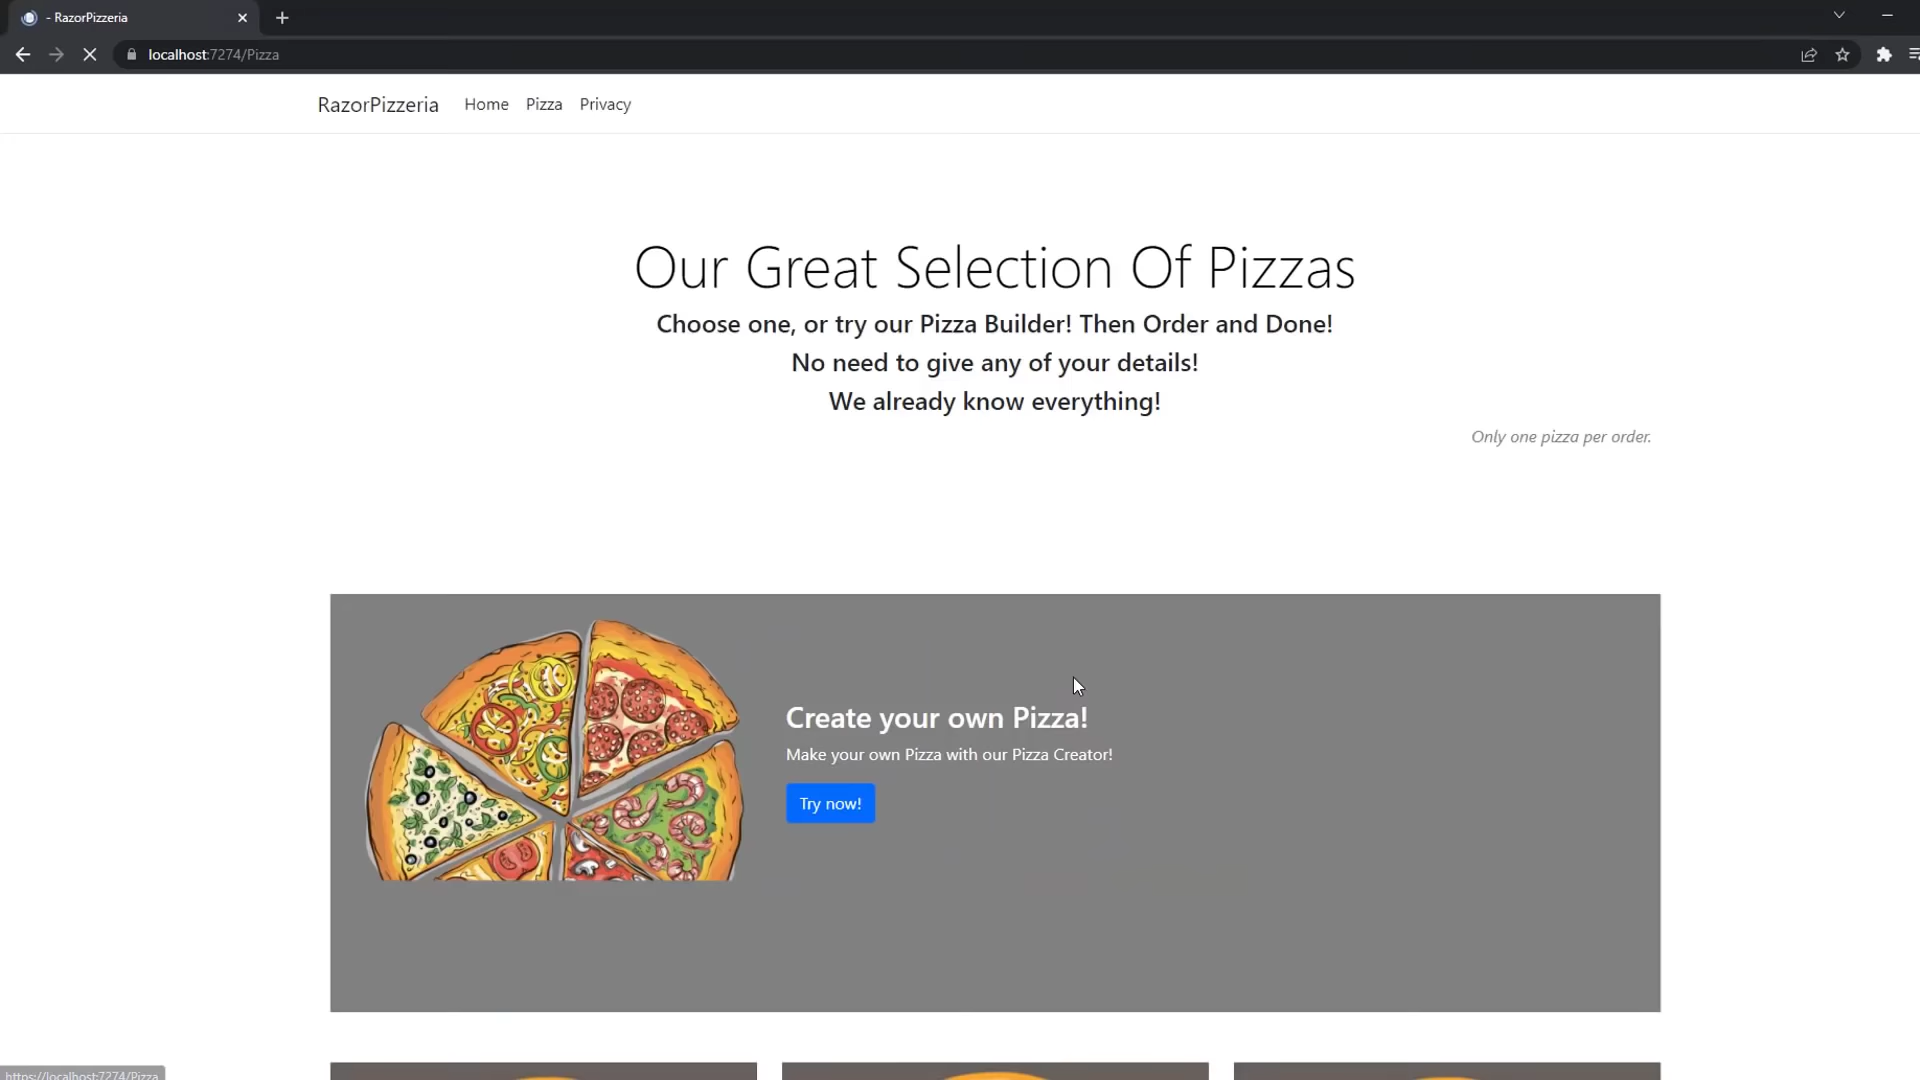 - RazorPizzeria
localhost:7274/Pizza
RazorPizzeria Home Pizza Privacy
Our Great Selection Of Pizzas
Choose one, or try our Pizza Builder! Then Order and Done!
No need to give any of your details!
We already know everything!
Only one pizza per order.
Create your own Pizza!
Make your own Pizza with our Pizza Creator!
Try now!
https://localhost:7274/Pizza